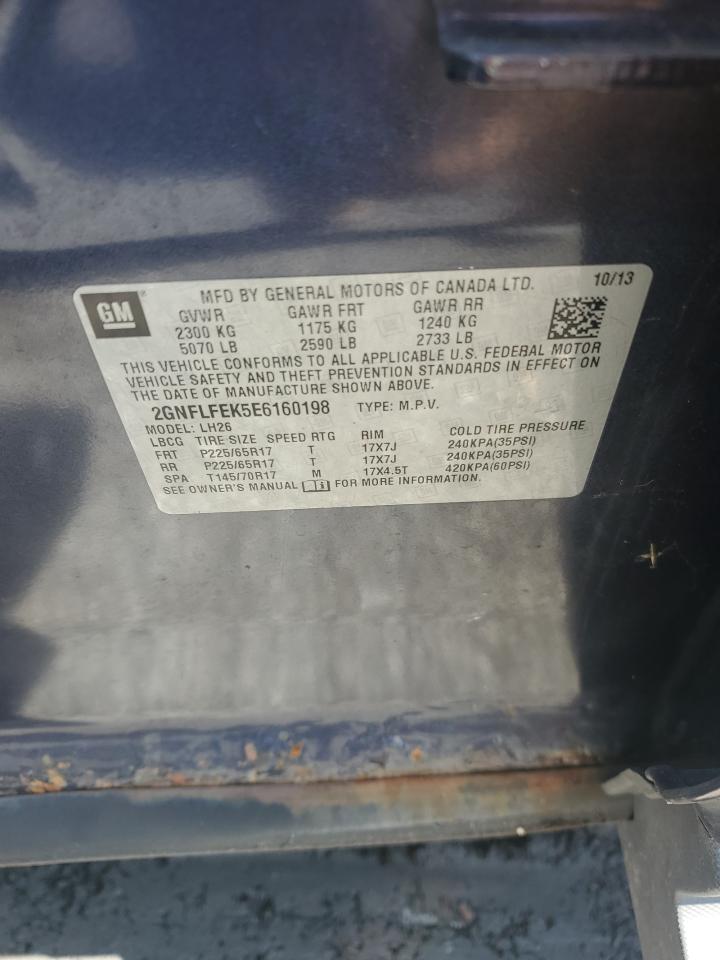 GM
MFD BY GENERAL MOTORS OF CANADA LTD. 10/13
GVWR GAWR FRT GAWR RR
2300 KG 1175 KG 1240 KG
5070 LB 2590 LB 2733 LB
THIS VEHICLE CONFORMS TO ALL APPLICABLE U.S. FEDERAL MOTOR
VEHICLE SAFETY AND THEFT PREVENTION STANDARDS IN EFFECT ON
THE DATE OF MANUFACTURE SHOWN ABOVE.
2GNFLFEK5E6160198 TYPE: M.P.V.
MODEL: LH26
LBCG TIRE SIZE SPEED RTG RIM COLD TIRE PRESSURE
FRT P225/65R17 T 17X7J 240KPA(35PSI)
RR P225/65R17 T 17X7J 240KPA(35PSI)
SPA T145/70R17 M 17X4.5T 420KPA(60PSI)
SEE OWNER'S MANUAL FOR MORE INFORMATION.